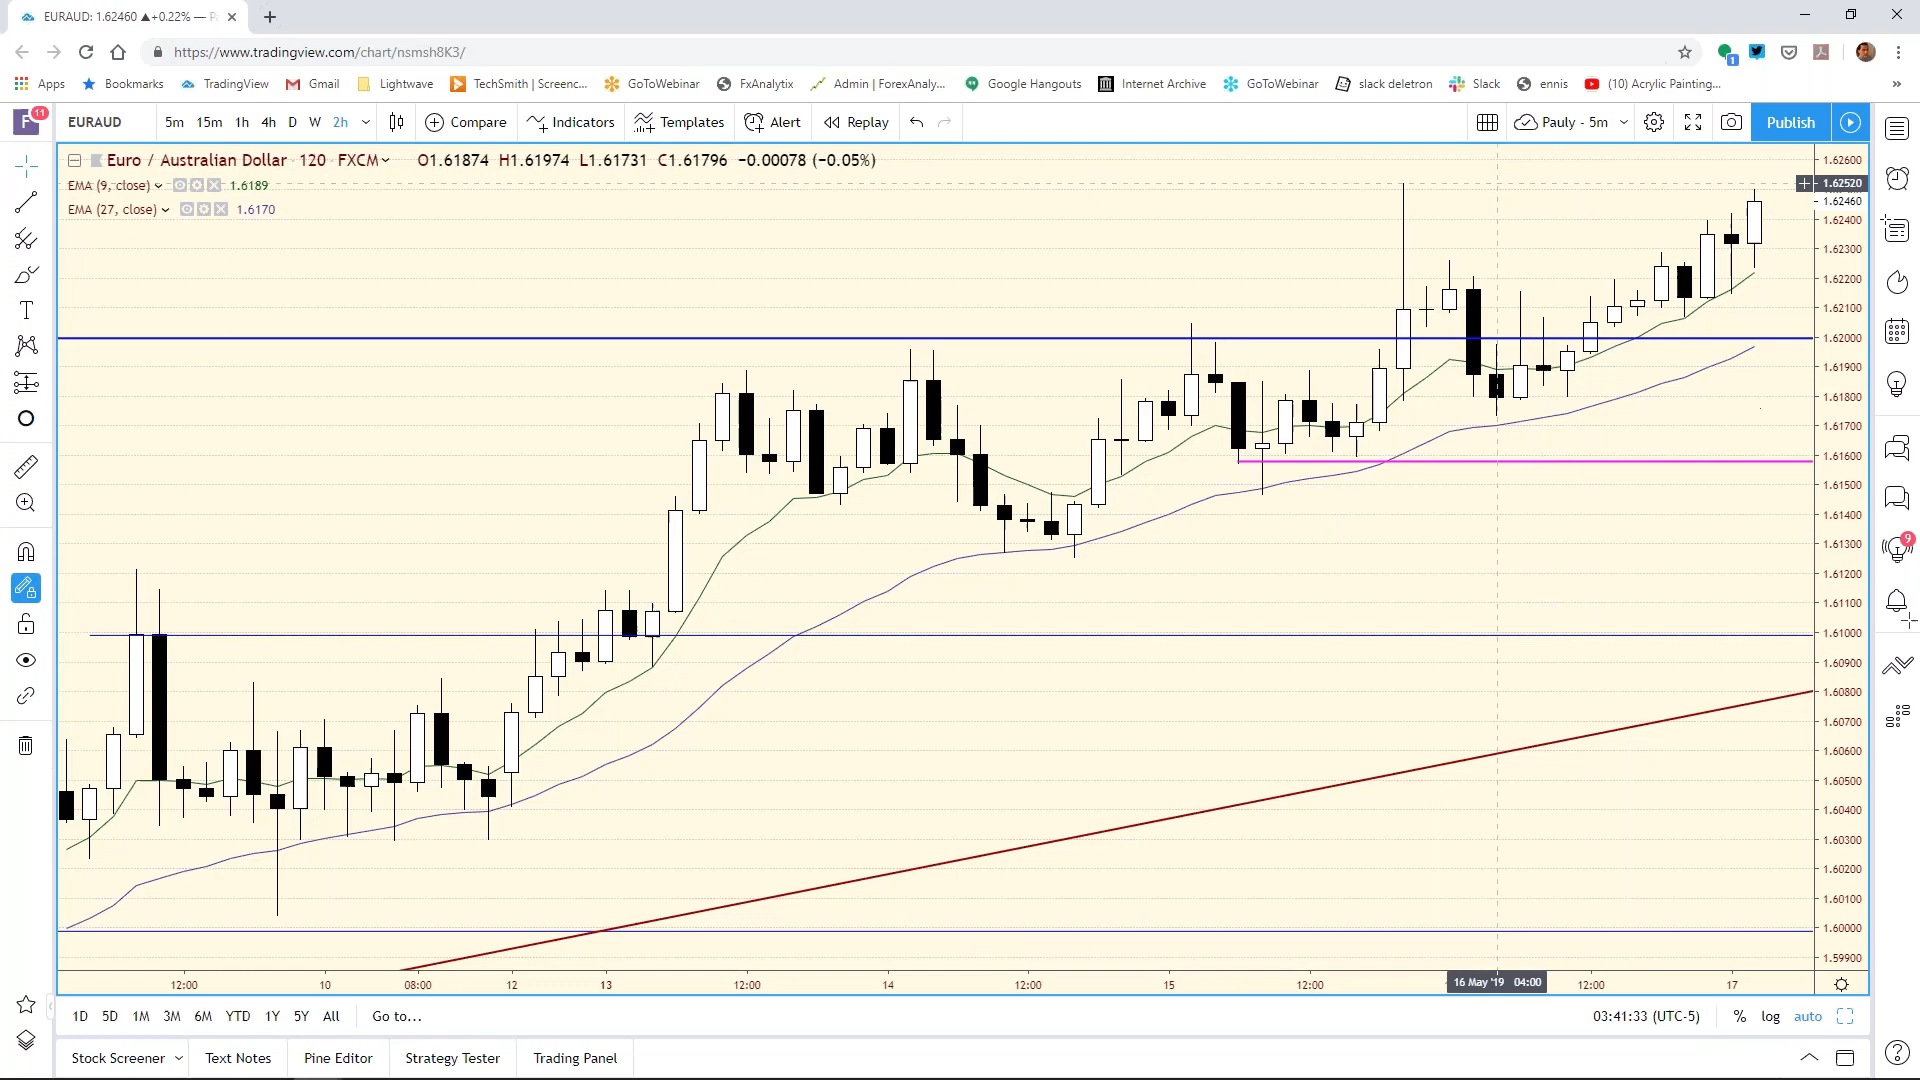 EURAUD: 1.62460 ▲+0.22% — P
https://www.tradingview.com/chart/nsmsh8K3/
1
Apps Bookmarks TradingView Gmail Lightwave TechSmith | Screenc... GoToWebinar FxAnalytix Admin | ForexAnaly... Google Hangouts Internet Archive GoToWebinar slack deletron Slack ennis (10) Acrylic Painting... »
F 11 EURAUD 5m 15m 1h 4h D W 2h Compare Indicators Templates Alert Replay Pauly - 5m Publish
Euro / Australian Dollar 120 FXCM O1.61874 H1.61974 L1.61731 C1.61796 −0.00078 (−0.05%)
EMA (9, close) 1.6189
EMA (27, close) 1.6170
T
1.62600
1.62520
1.62460
1.62400
1.62300
1.62200
1.62100
1.62000
1.61900
1.61800
1.61700
1.61600
1.61500
1.61400
1.61300
1.61200
1.61100
1.61000
1.60900
1.60800
1.60700
1.60600
1.60500
1.60400
1.60300
1.60200
1.60100
1.60000
1.59900
9
12:00 10 08:00 12 13 12:00 14 12:00 15 12:00 16 May '19 04:00 12:00 17
1D 5D 1M 3M 6M YTD 1Y 5Y All Go to... 03:41:33 (UTC-5) % log auto
Stock Screener Text Notes Pine Editor Strategy Tester Trading Panel